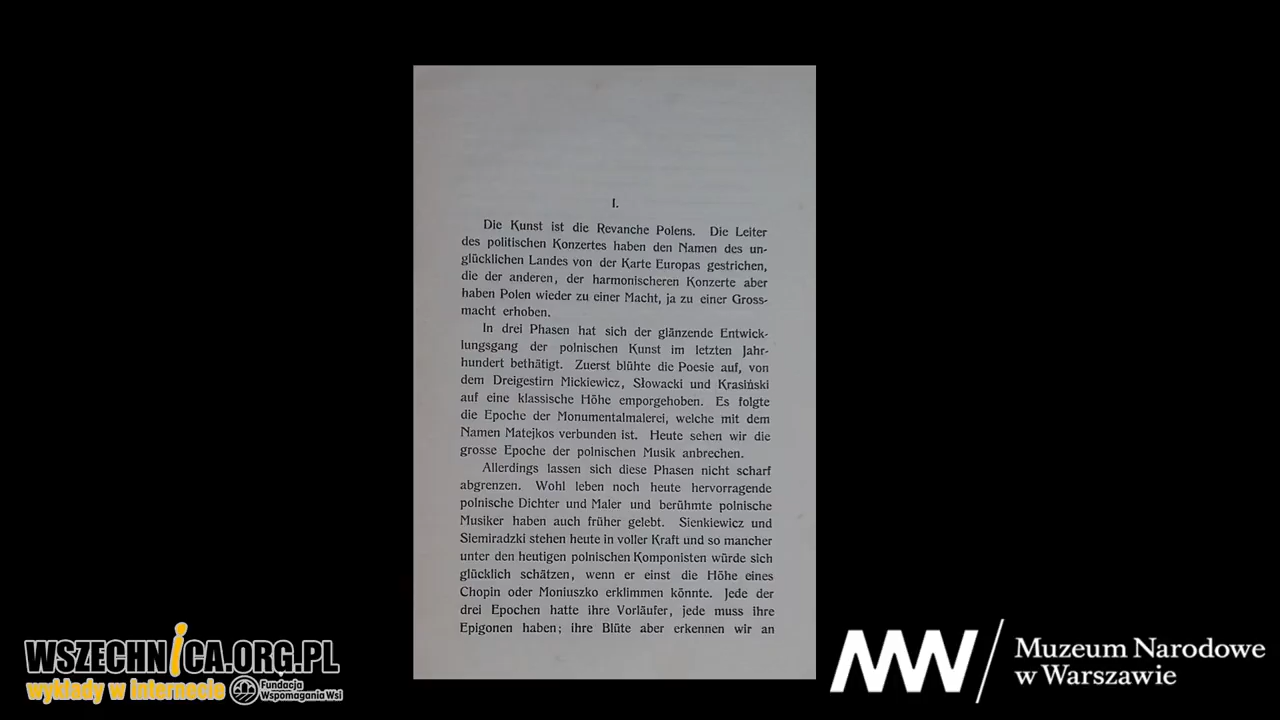 I.
Die Kunst ist die Revanche Polens. Die Leiter
des politischen Konzertes haben den Namen des un-
glücklichen Landes von der Karte Europas gestrichen,
die der anderen, der harmonischeren Konzerte aber
haben Polen wieder zu einer Macht, ja zu einer Gross-
macht erhoben.
In drei Phasen hat sich der glänzende Entwick-
lungsgang der polnischen Kunst im letzten Jahr-
hundert bethätigt. Zuerst blühte die Poesie auf, von
dem Dreigestirn Mickiewicz, Słowacki und Krasiński
auf eine klassische Höhe emporgehoben. Es folgte
die Epoche der Monumentalmalerei, welche mit dem
Namen Matejkos verbunden ist. Heute sehen wir die
grosse Epoche der polnischen Musik anbrechen.
Allerdings lassen sich diese Phasen nicht scharf
abgrenzen. Wohl leben noch heute hervorragende
polnische Dichter und Maler und berühmte polnische
Musiker haben auch früher gelebt. Sienkiewicz und
Siemiradzki stehen heute in voller Kraft und so mancher
unter den heutigen polnischen Komponisten würde sich
glücklich schätzen, wenn er einst die Höhe eines
Chopin oder Moniuszko erklimmen könnte. Jede der
drei Epochen hatte ihre Vorläufer, jede muss ihre
Epigonen haben; ihre Blüte aber erkennen wir an
WSZECHNICA.ORG.PL
wykłady w internecie
Fundacja
Wspomagania Wsi
MNW
Muzeum Narodowe
w Warszawie